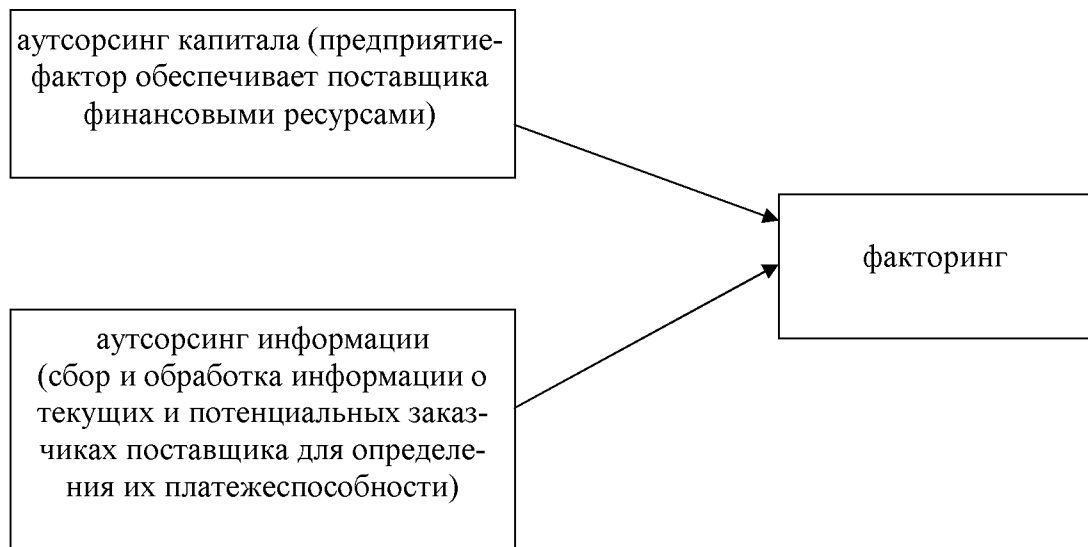 аутсорсинг капитала (предприятие-
фактор обеспечивает поставщика
финансовыми ресурсами)
факторинг
аутсорсинг информации
(сбор и обработка информации о
текущих и потенциальных заказ-
чиках поставщика для определе-
ния их платежеспособности)